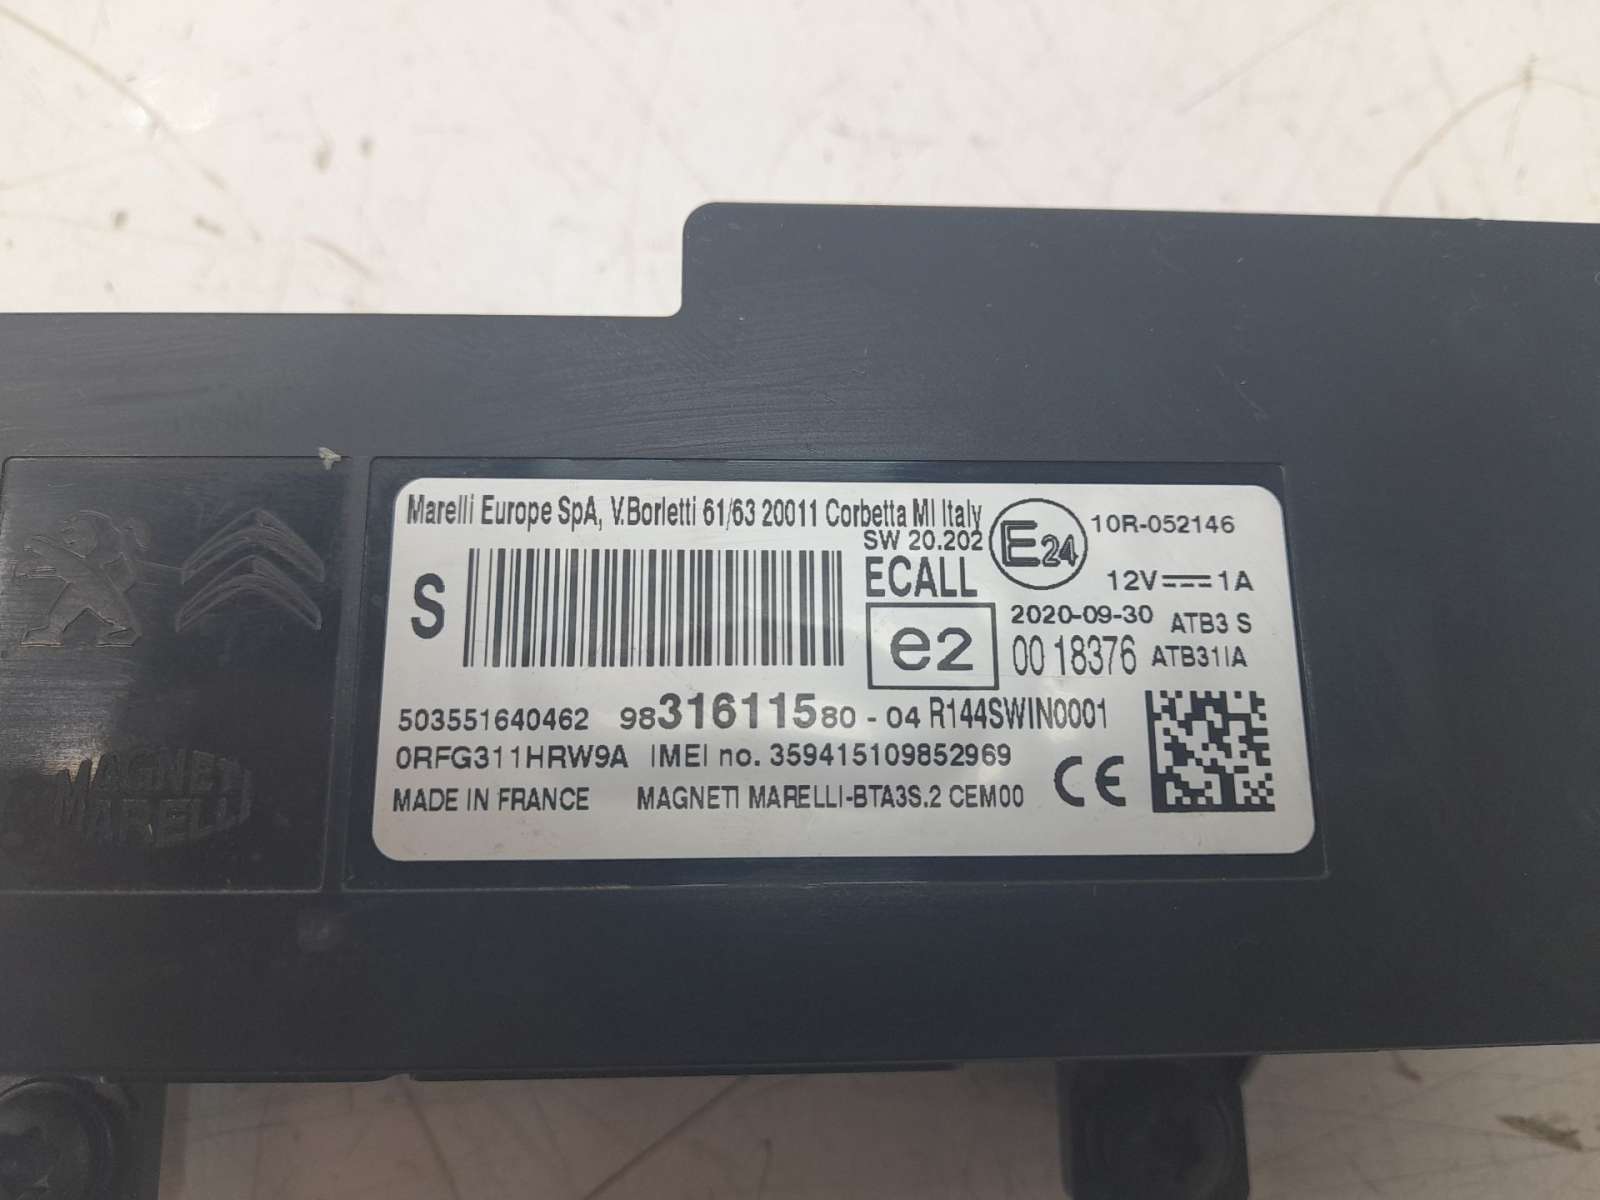 Marelli Europe SpA, V.Borletti 61/63 20011 Corbetta MI Italy
SW 20.202
E24
10R-052146
S
ECALL
12V 1A
e2
2020-09-30 ATB3 S
00 18376 ATB31IA
503551640462 9831611580 - 04 R144SWIN0001
0RFG311HRW9A IMEI no. 359415109852969
MADE IN FRANCE MAGNETI MARELLI-BTA3S.2 CEM00
CE
MAGNETI
MARELLI